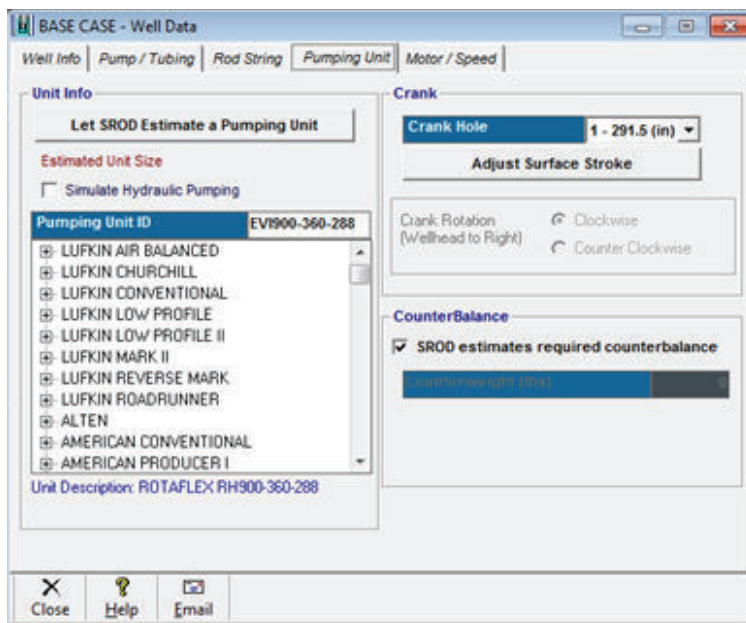 BASE CASE - Well Data
Well Info Pump / Tubing Rod String Pumping Unit Motor / Speed
Unit Info
Let SROD Estimate a Pumping Unit
Estimated Unit Size
Simulate Hydraulic Pumping
Pumping Unit ID EVI900-360-288
LUFKIN AIR BALANCED
LUFKIN CHURCHILL
LUFKIN CONVENTIONAL
LUFKIN LOW PROFILE
LUFKIN LOW PROFILE II
LUFKIN MARK II
LUFKIN REVERSE MARK
LUFKIN ROADRUNNER
ALTEN
AMERICAN CONVENTIONAL
AMERICAN PRODUCER I
Unit Description: ROTAFLEX RH900-360-288
Crank
Crank Hole 1 - 291.5 (in)
Adjust Surface Stroke
Crank Rotation
(Wellhead to Right)
Clockwise
Counter Clockwise
CounterBalance
SROD estimates required counterbalance
Counterweight (lbs) 0
Close Help Email